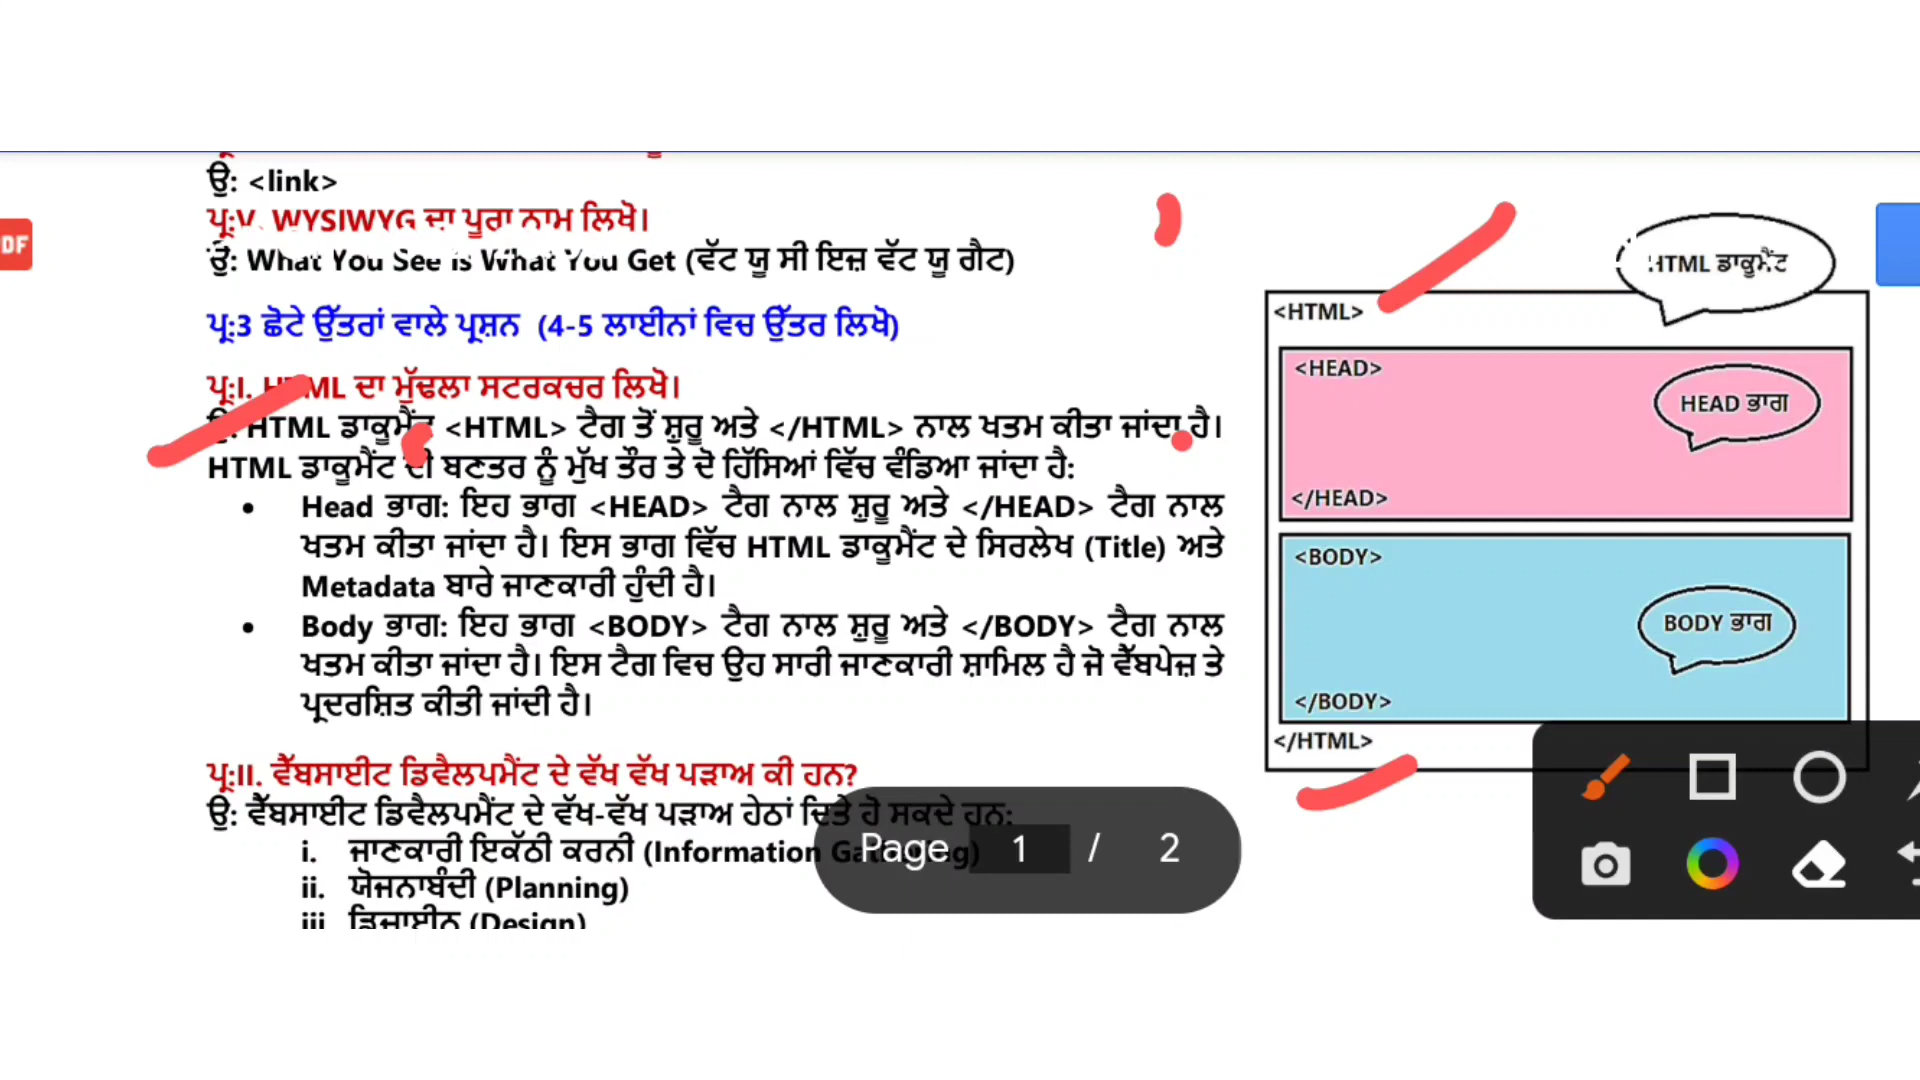 ਉ: <link>
ਪ੍ਰ:V. WYSIWYG ਦਾ ਪੂਰਾ ਨਾਮ ਲਿਖੋ।
ਉ: What You See is What You Get (ਵੱਟ ਯੂ ਸੀ ਇਜ਼ ਵੱਟ ਯੂ ਗੈਟ)
ਪ੍ਰ:3 ਛੋਟੇ ਉੱਤਰਾਂ ਵਾਲੇ ਪ੍ਰਸ਼ਨ (4-5 ਲਾਈਨਾਂ ਵਿਚ ਉੱਤਰ ਲਿਖੋ)
ਪ੍ਰ:I. HTML ਦਾ ਮੁੱਢਲਾ ਸਟਰਕਚਰ ਲਿਖੋ।
ਉ: HTML ਡਾਕੂਮੈਂਟ <HTML> ਟੈਗ ਤੋਂ ਸ਼ੁਰੂ ਅਤੇ </HTML> ਨਾਲ ਖਤਮ ਕੀਤਾ ਜਾਂਦਾ ਹੈ।
HTML ਡਾਕੂਮੈਂਟ ਦੀ ਬਣਤਰ ਨੂੰ ਮੁੱਖ ਤੌਰ ਤੇ ਦੋ ਹਿੱਸਿਆਂ ਵਿੱਚ ਵੰਡਿਆ ਜਾਂਦਾ ਹੈ:
• Head ਭਾਗ: ਇਹ ਭਾਗ <HEAD> ਟੈਗ ਨਾਲ ਸ਼ੁਰੂ ਅਤੇ </HEAD> ਟੈਗ ਨਾਲ
ਖਤਮ ਕੀਤਾ ਜਾਂਦਾ ਹੈ। ਇਸ ਭਾਗ ਵਿੱਚ HTML ਡਾਕੂਮੈਂਟ ਦੇ ਸਿਰਲੇਖ (Title) ਅਤੇ
Metadata ਬਾਰੇ ਜਾਣਕਾਰੀ ਹੁੰਦੀ ਹੈ।
• Body ਭਾਗ: ਇਹ ਭਾਗ <BODY> ਟੈਗ ਨਾਲ ਸ਼ੁਰੂ ਅਤੇ </BODY> ਟੈਗ ਨਾਲ
ਖਤਮ ਕੀਤਾ ਜਾਂਦਾ ਹੈ। ਇਸ ਟੈਗ ਵਿਚ ਉਹ ਸਾਰੀ ਜਾਣਕਾਰੀ ਸ਼ਾਮਿਲ ਹੈ ਜੋ ਵੈੱਬਪੇਜ਼ ਤੇ
ਪ੍ਰਦਰਸ਼ਿਤ ਕੀਤੀ ਜਾਂਦੀ ਹੈ।
ਪ੍ਰ:II. ਵੈੱਬਸਾਈਟ ਡਿਵੈਲਪਮੈਂਟ ਦੇ ਵੱਖ ਵੱਖ ਪੜਾਅ ਕੀ ਹਨ?
ਉ: ਵੈੱਬਸਾਈਟ ਡਿਵੈਲਪਮੈਂਟ ਦੇ ਵੱਖ-ਵੱਖ ਪੜਾਅ ਹੇਠਾਂ ਦਿਤੇ ਹੋ ਸਕਦੇ ਹਨ:
i. ਜਾਣਕਾਰੀ ਇਕੱਠੀ ਕਰਨੀ (Information Gathering)
ii. ਯੋਜਨਾਬੰਦੀ (Planning)
iii ਡਿਜ਼ਾਈਨ (Design)
HTML ਡਾਕੂਮੈਂਟ
<HTML>
<HEAD>
HEAD ਭਾਗ
</HEAD>
<BODY>
BODY ਭਾਗ
</BODY>
</HTML>
Page 1 / 2
DF